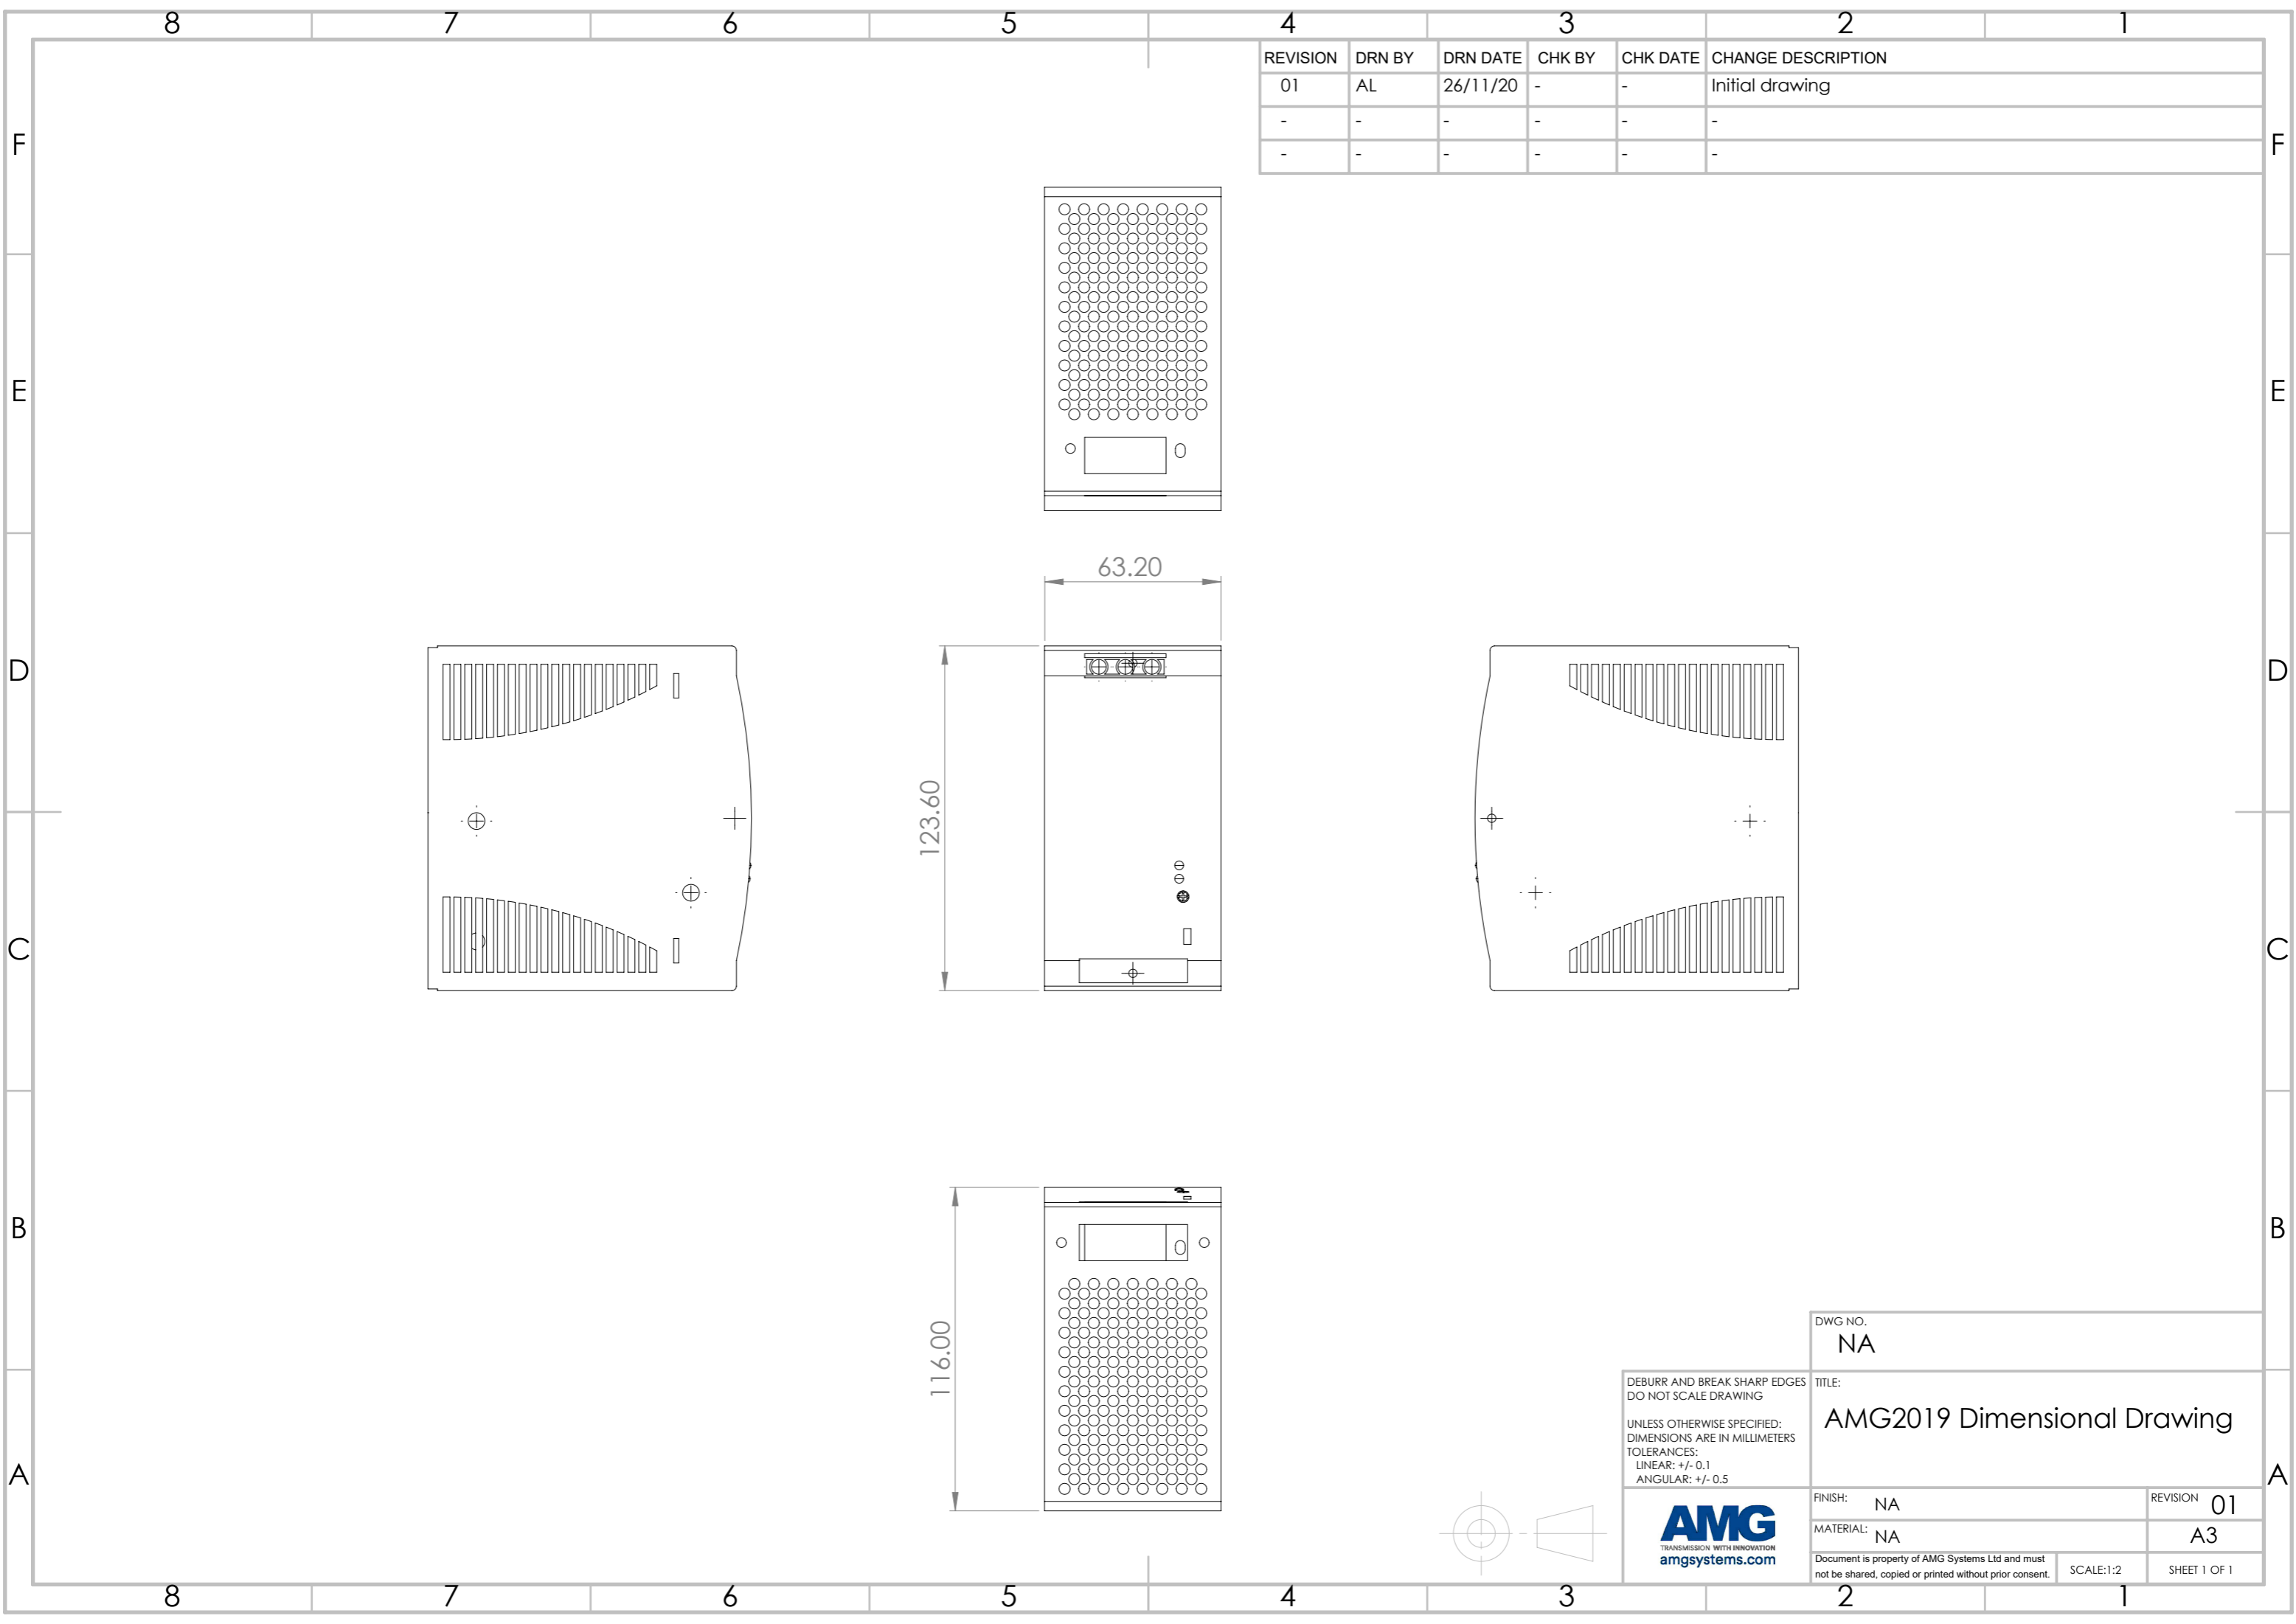 8 7 6 5 4 3 2 1
REVISION DRN BY DRN DATE CHK BY CHK DATE CHANGE DESCRIPTION
01 AL 26/11/20 - - Initial drawing
- - - - - -
- - - - - -
F F
E E
63.20
D D
123.60
C C
B B
116.00
DWG NO.
NA
DEBURR AND BREAK SHARP EDGES
DO NOT SCALE DRAWING
UNLESS OTHERWISE SPECIFIED:
DIMENSIONS ARE IN MILLIMETERS
TOLERANCES:
LINEAR: +/- 0.1
ANGULAR: +/- 0.5
TITLE:
AMG2019 Dimensional Drawing
A A
AMG
TRANSMISSION WITH INNOVATION
amgsystems.com
FINISH: NA
REVISION 01
MATERIAL: NA
A3
Document is property of AMG Systems Ltd and must
not be shared, copied or printed without prior consent.
SCALE:1:2
SHEET 1 OF 1
8 7 6 5 4 3 2 1